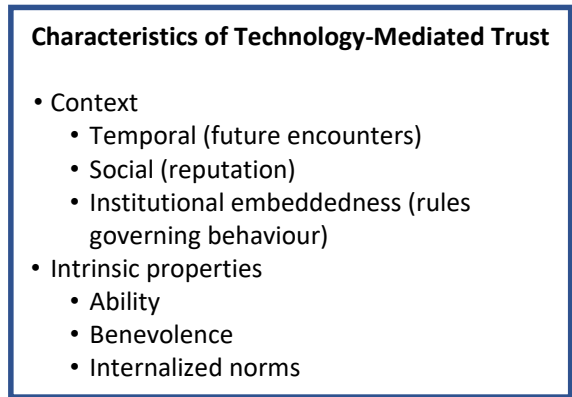 Characteristics of Technology-Mediated Trust
• Context
• Temporal (future encounters)
• Social (reputation)
• Institutional embeddedness (rules
governing behaviour)
• Intrinsic properties
• Ability
• Benevolence
• Internalized norms